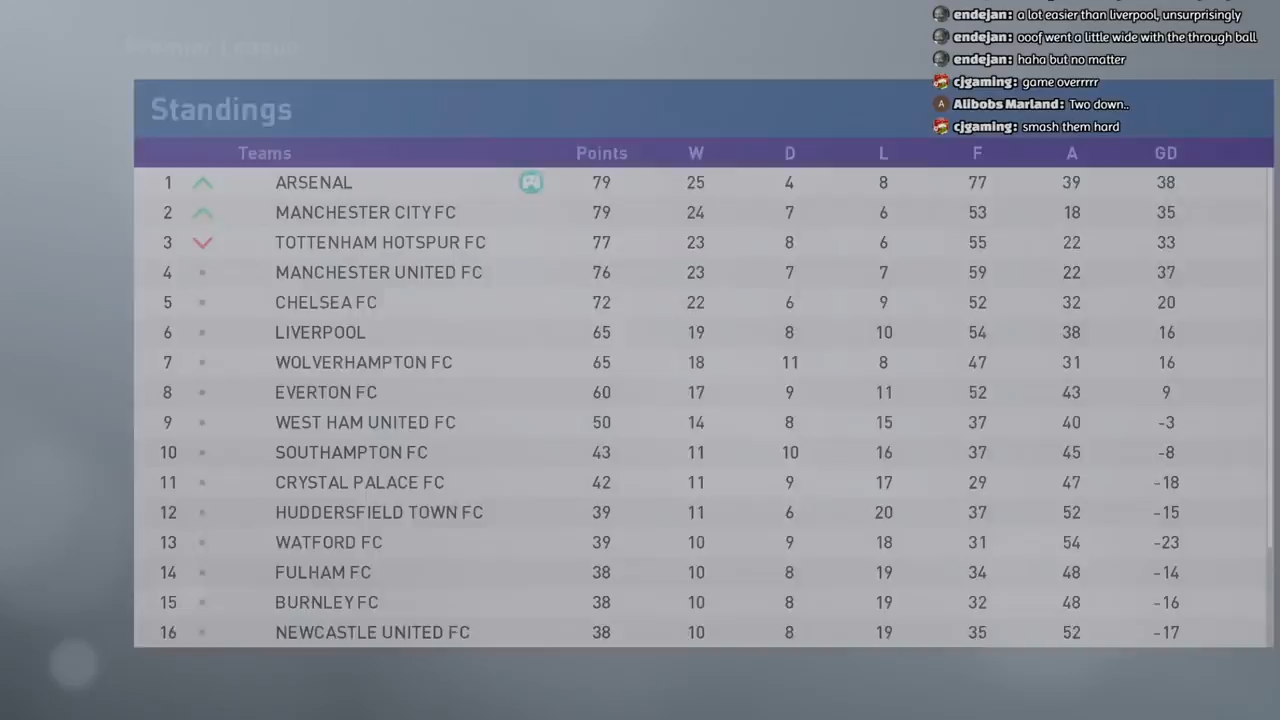 endejan: a lot easier than liverpool, unsurprisingly
endejan: ooof went a little wide with the through ball
Premier League
endejan: haha but no matter
cjgaming: game overrrrr
Standings
A Alibobs Marland: Two down..
cjgaming: smash them hard
Teams Points W D L F A GD
1 ARSENAL 79 25 4 8 77 39 38
2 MANCHESTER CITY FC 79 24 7 6 53 18 35
3 TOTTENHAM HOTSPUR FC 77 23 8 6 55 22 33
4 MANCHESTER UNITED FC 76 23 7 7 59 22 37
5 CHELSEA FC 72 22 6 9 52 32 20
6 LIVERPOOL 65 19 8 10 54 38 16
7 WOLVERHAMPTON FC 65 18 11 8 47 31 16
8 EVERTON FC 60 17 9 11 52 43 9
9 WEST HAM UNITED FC 50 14 8 15 37 40 -3
10 SOUTHAMPTON FC 43 11 10 16 37 45 -8
11 CRYSTAL PALACE FC 42 11 9 17 29 47 -18
12 HUDDERSFIELD TOWN FC 39 11 6 20 37 52 -15
13 WATFORD FC 39 10 9 18 31 54 -23
14 FULHAM FC 38 10 8 19 34 48 -14
15 BURNLEY FC 38 10 8 19 32 48 -16
16 NEWCASTLE UNITED FC 38 10 8 19 35 52 -17